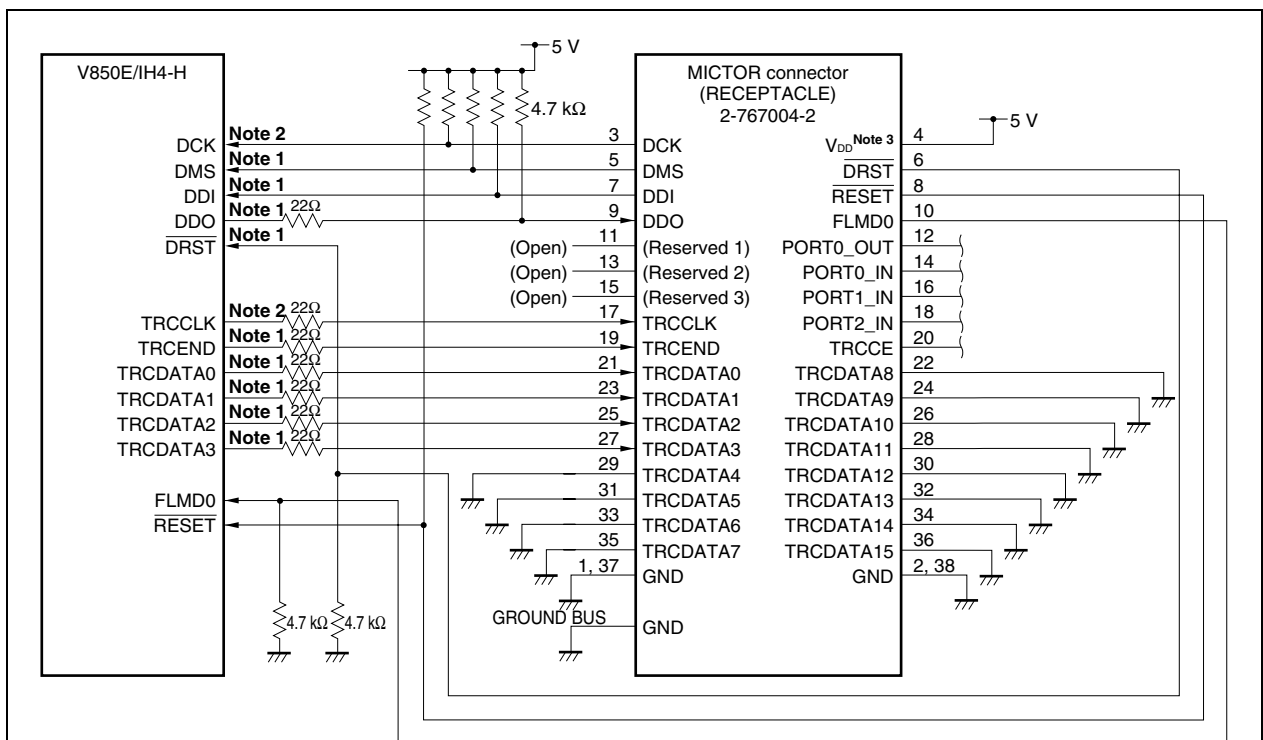 5 V
V850E/IH4-H
MICTOR connector
(RECEPTACLE)
2-767004-2
4.7 kΩ
5 V
DCK Note 2 3 DCK VDD Note 3 4
DMS Note 1 5 DMS DRST 6
DDI Note 1 7 DDI RESET 8
DDO Note 1 22Ω 9 DDO FLMD0 10
DRST Note 1 (Open) 11 (Reserved 1) PORT0_OUT 12
(Open) 13 (Reserved 2) PORT0_IN 14
(Open) 15 (Reserved 3) PORT1_IN 16
TRCCLK Note 2 22Ω 17 TRCCLK PORT2_IN 18
TRCEND Note 1 22Ω 19 TRCEND TRCCE 20
TRCDATA0 Note 1 22Ω 21 TRCDATA0 TRCDATA8 22
TRCDATA1 Note 1 22Ω 23 TRCDATA1 TRCDATA9 24
TRCDATA2 Note 1 22Ω 25 TRCDATA2 TRCDATA10 26
TRCDATA3 Note 1 22Ω 27 TRCDATA3 TRCDATA11 28
29 TRCDATA4 TRCDATA12 30
FLMD0 31 TRCDATA5 TRCDATA13 32
RESET 33 TRCDATA6 TRCDATA14 34
35 TRCDATA7 TRCDATA15 36
1, 37 GND GND 2, 38
4.7 kΩ 4.7 kΩ GROUND BUS GND